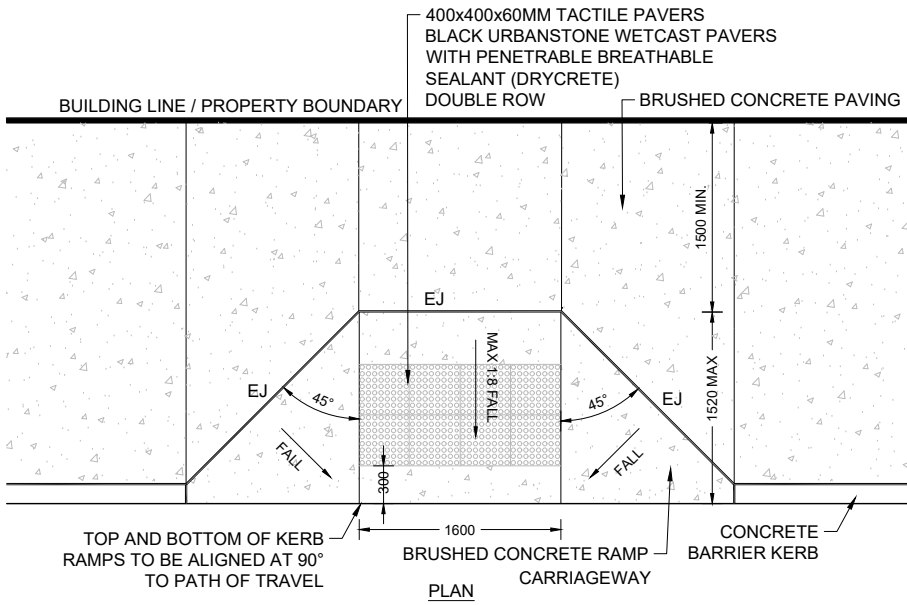 400x400x60MM TACTILE PAVERS
BLACK URBANSTONE WETCAST PAVERS
WITH PENETRABLE BREATHABLE
SEALANT (DRYCRETE)
DOUBLE ROW
BUILDING LINE / PROPERTY BOUNDARY
BRUSHED CONCRETE PAVING
1500 MIN.
EJ
MAX 1:8 FALL
1520 MAX
EJ
45°
45°
EJ
FALL
FALL
300
1600
TOP AND BOTTOM OF KERB
RAMPS TO BE ALIGNED AT 90°
TO PATH OF TRAVEL
BRUSHED CONCRETE RAMP
CARRIAGEWAY
CONCRETE
BARRIER KERB
PLAN